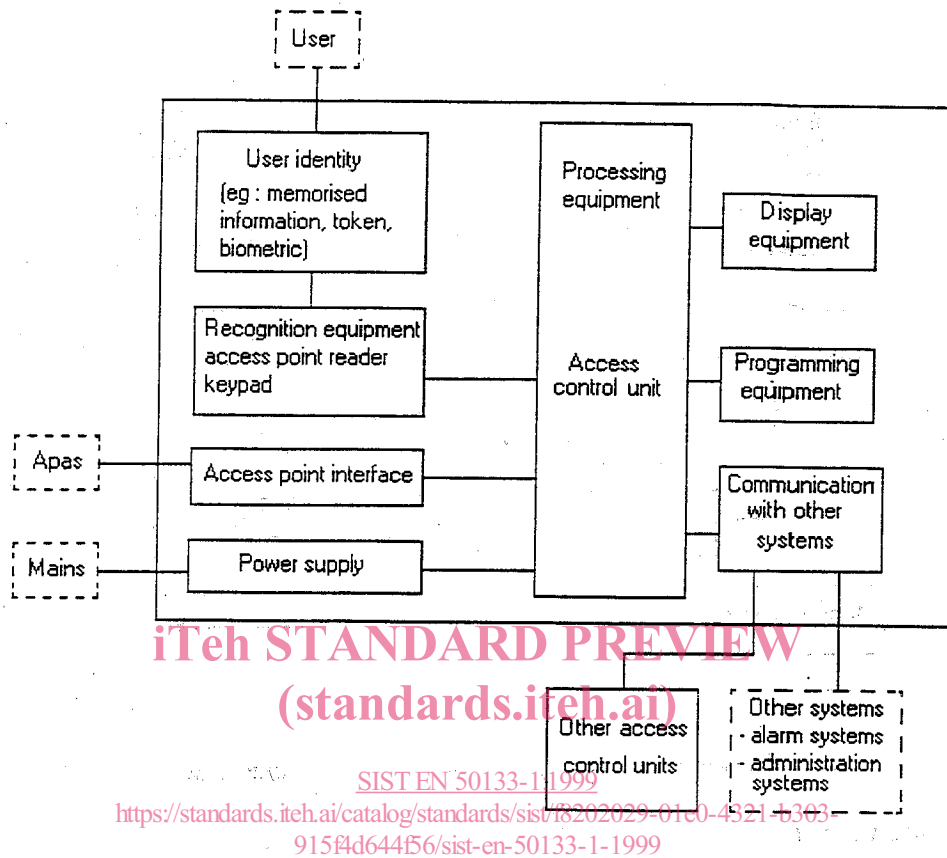 User
User identity
(eg : memorised
information, token,
biometric)
Processing
equipment
Display
equipment
Recognition equipment
access point reader
keypad
Access
control unit
Programming
equipment
Apas
Access point interface
Communication
with other
systems
Mains
Power supply
iTeh STANDARD PREVIEW
(standards.iteh.ai)
Other access
control units
Other systems
- alarm systems
- administration
systems
SIST EN 50133-1:1999
https://standards.iteh.ai/catalog/standards/sist/f8202029-01e0-4321-b303-
915f4d644f56/sist-en-50133-1-1999